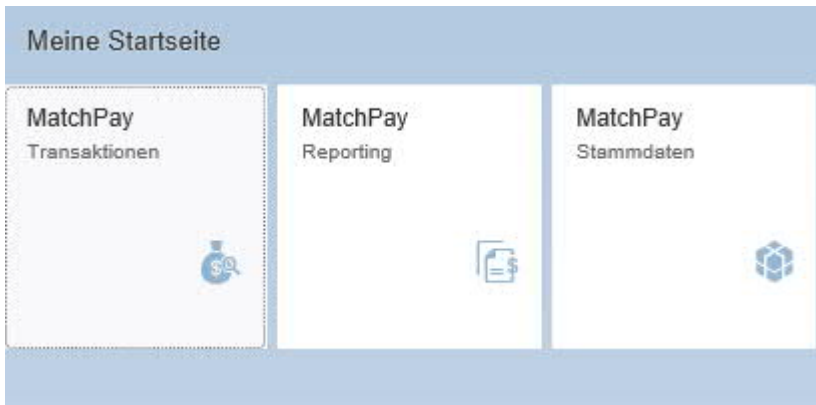 Meine Startseite
MatchPay
Transaktionen
MatchPay
Reporting
MatchPay
Stammdaten